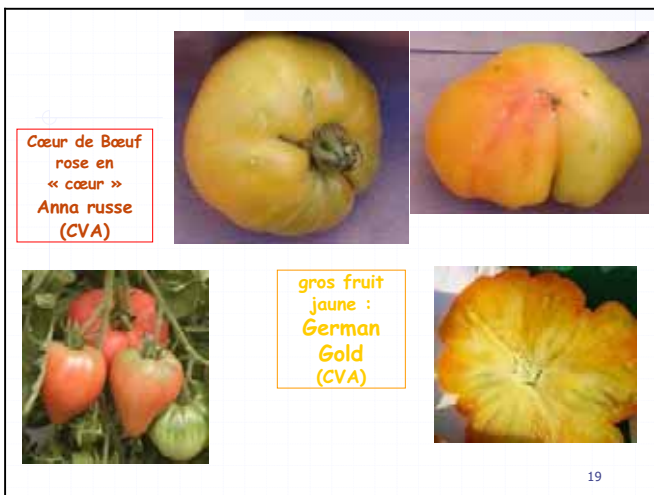 Cœur de Bœuf
rose en
« cœur »
Anna russe
(CVA)
gros fruit
jaune :
German
Gold
(CVA)
19